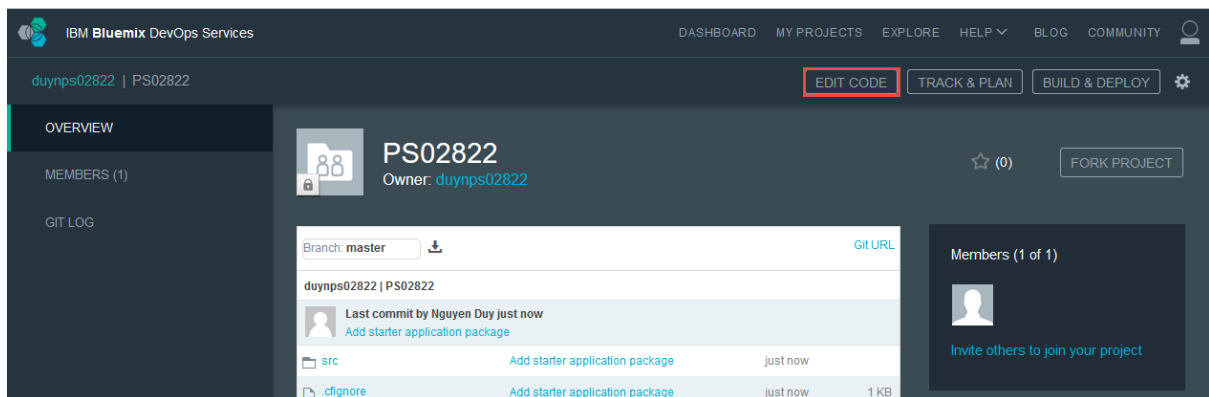 IBM Bluemix DevOps Services
DASHBOARD MY PROJECTS EXPLORE HELP BLOG COMMUNITY
duynps02822 | PS02822
EDIT CODE TRACK & PLAN BUILD & DEPLOY
OVERVIEW
MEMBERS (1)
GIT LOG
PS02822
Owner: duynps02822
(0)
FORK PROJECT
Branch: master
Git URL
duynps02822 | PS02822
Last commit by Nguyen Duy just now
Add starter application package
src Add starter application package just now
.cfignore Add starter application package just now 1 KB
Members (1 of 1)
Invite others to join your project